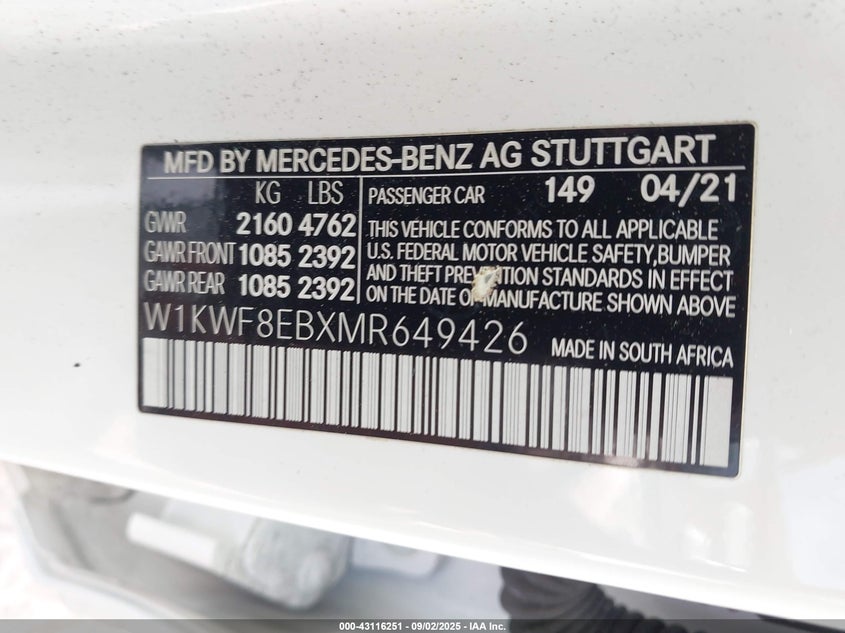 MFD BY MERCEDES-BENZ AG STUTTGART
KG LBS
GVWR 2160 4762
GAWR FRONT 1085 2392
GAWR REAR 1085 2392
PASSENGER CAR 149 04/21
THIS VEHICLE CONFORMS TO ALL APPLICABLE
U.S. FEDERAL MOTOR VEHICLE SAFETY,BUMPER
AND THEFT PREVENTION STANDARDS IN EFFECT
ON THE DATE OF MANUFACTURE SHOWN ABOVE
W1KWF8EBXMR649426
MADE IN SOUTH AFRICA
000-43116251 - 09/02/2025 - IAA Inc.